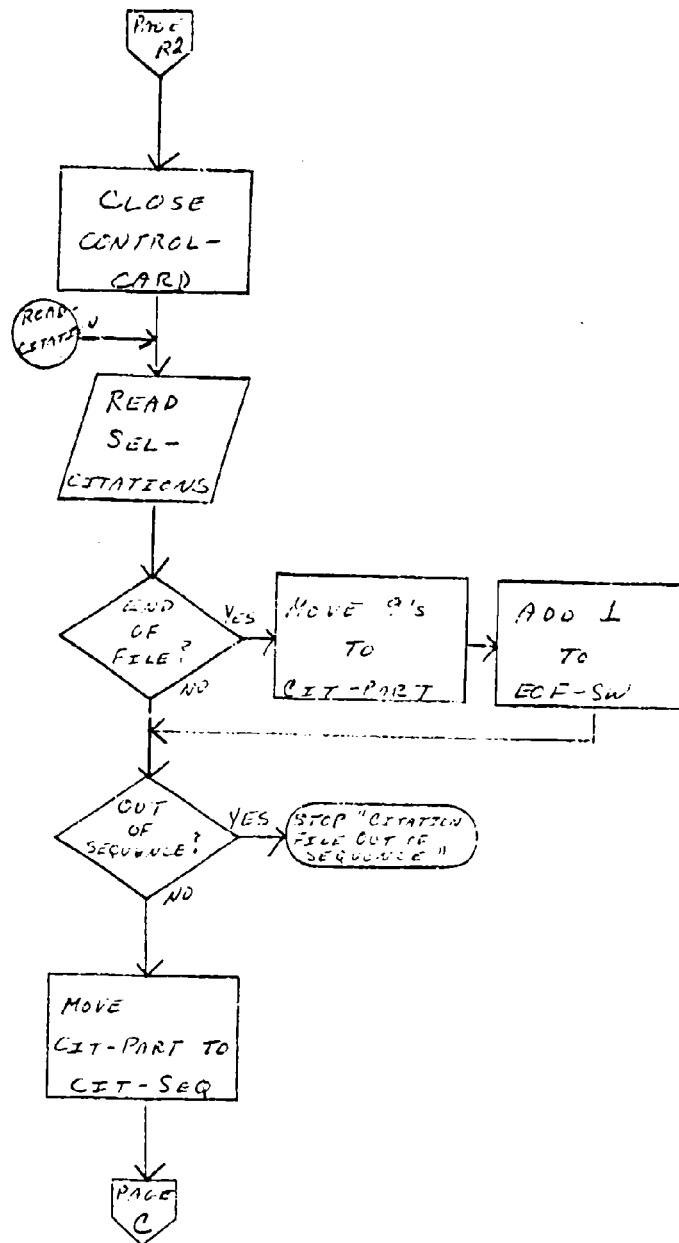 PAGE
R2
CLOSE
CONTROL-
CARD
READ-
CITATION
READ
SEL-
CITATIONS
END
OF
FILE?
YES
NO
MOVE 9's
TO
CIT-PART
ADD 1
TO
EOF-SW
OUT
OF
SEQUENCE?
YES
NO
STOP "CITATION
FILE OUT OF
SEQUENCE"
MOVE
CIT-PART TO
CIT-SEQ
PAGE
C